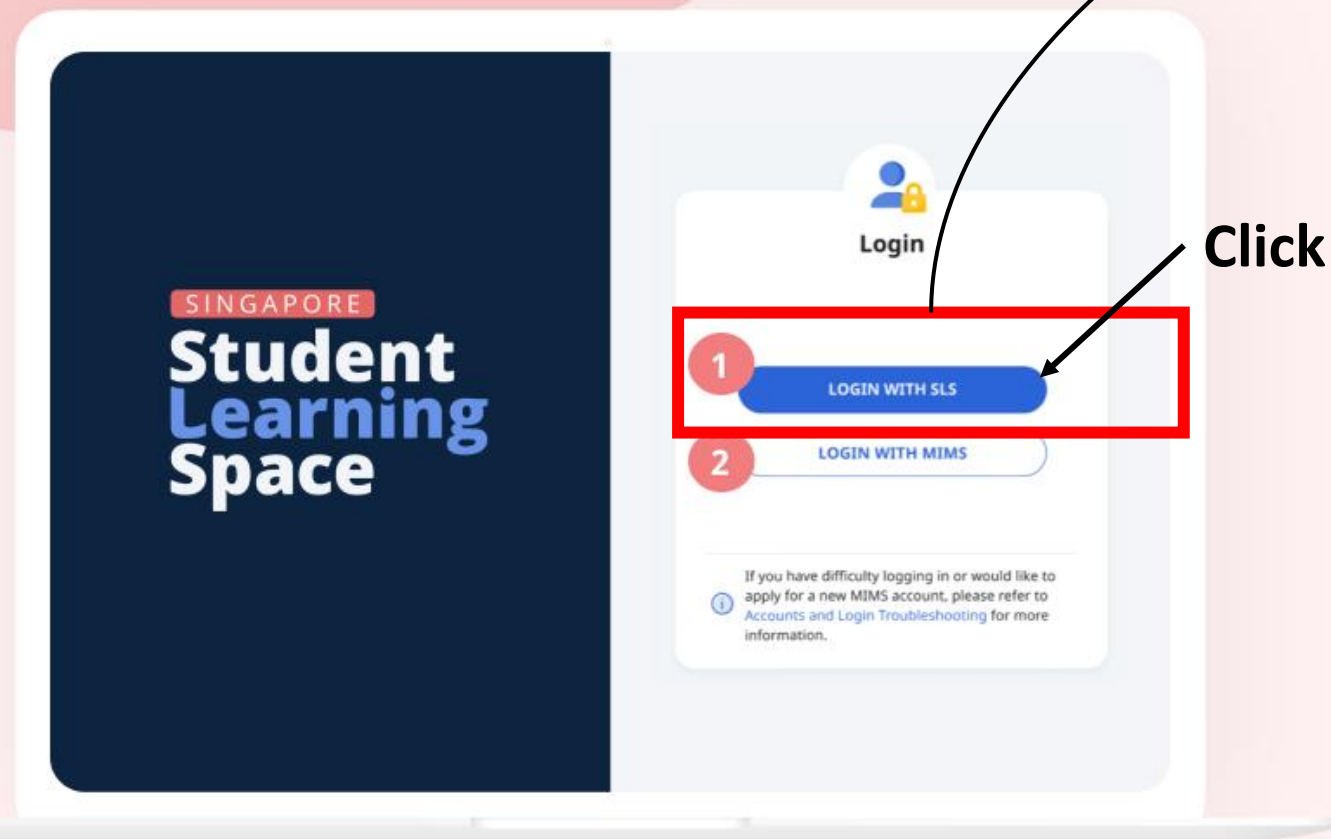 Login
Click
SINGAPORE
Student
Learning
Space
1
LOGIN WITH SLS
2
LOGIN WITH MIMS
If you have difficulty logging in or would like to
apply for a new MIMS account, please refer to
Accounts and Login Troubleshooting for more
information.